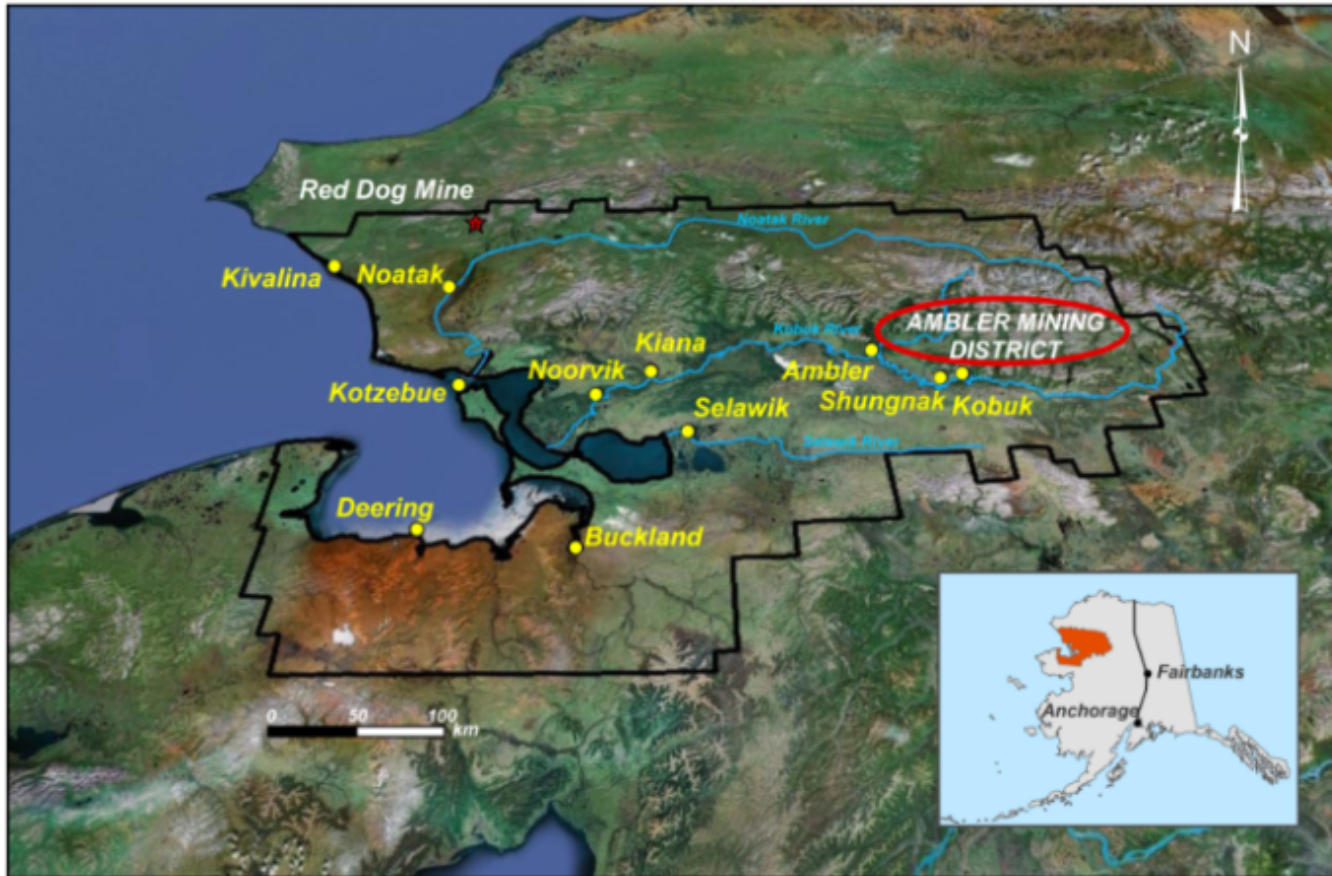 N
Red Dog Mine
Noatak River
Kivalina
Noatak
AMBLER MINING
DISTRICT
Kobuk River
Kiana
Noorvik
Ambler
Kotzebue
Shungnak
Kobuk
Selawik
Selawik River
Deering
Buckland
Fairbanks
Anchorage
0 50 100
km